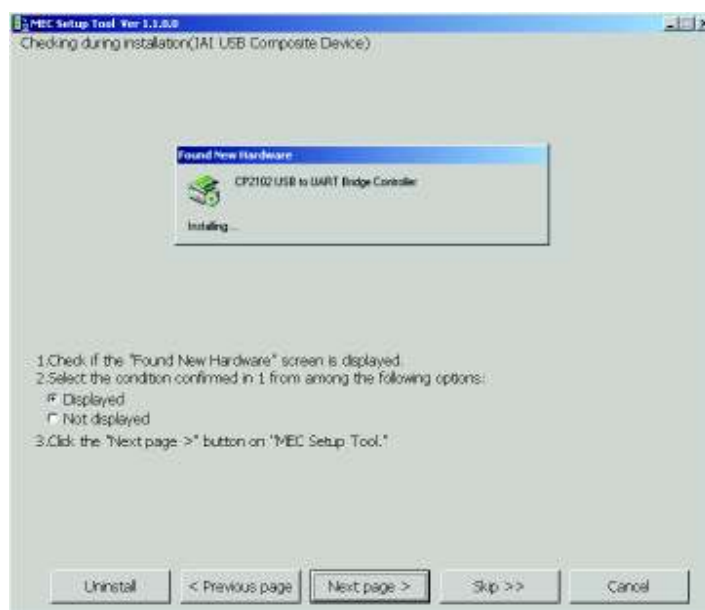 MEC Setup Tool Ver 1.1.0.0
Checking during installation(IAI USB Composite Device)
Found New Hardware
CP2102 USB to UART Bridge Controller
Installing...
1.Check if the "Found New Hardware" screen is displayed.
2.Select the condition confirmed in 1 from among the following options:
Displayed
Not displayed
3.Click the "Next page >" button on "MEC Setup Tool."
Uninstall < Previous page Next page > Skip >> Cancel